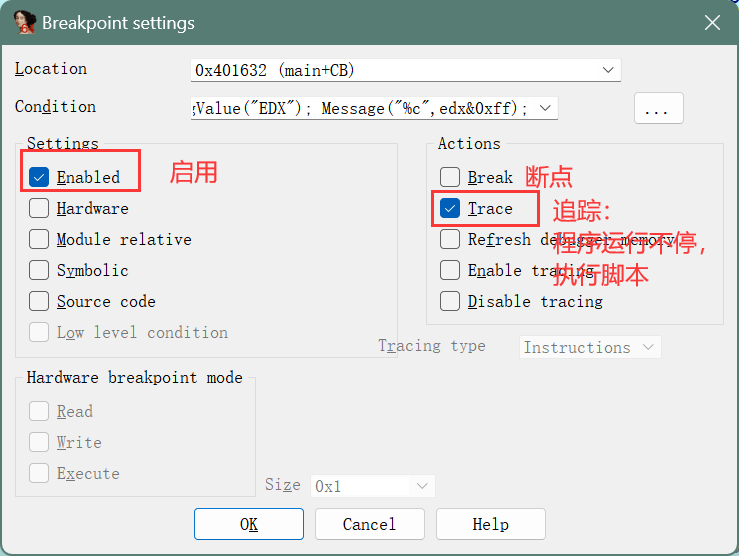 Breakpoint settings
Location
0x401632 (main+CB)
Condition
;Value("EDX"); Message("%c",edx&0xff);
...
Settings
Enabled
启用
Hardware
Module relative
Symbolic
Source code
Low level condition
Actions
Break
断点
Trace
追踪:
Refresh debugger memory
程序运行不停,
Enable tracing
执行脚本
Disable tracing
Tracing type
Instructions
Hardware breakpoint mode
Read
Write
Execute
Size
0x1
OK
Cancel
Help